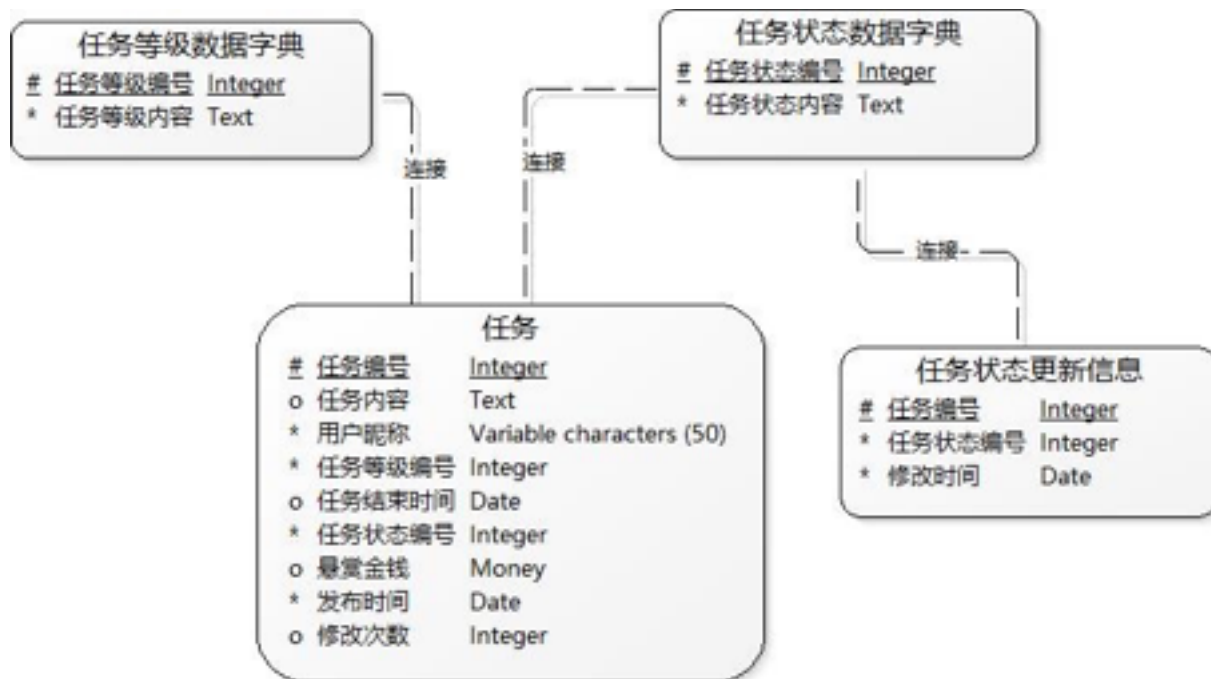 任务等级数据字典
# 任务等级编号 Integer
* 任务等级内容 Text
任务状态数据字典
# 任务状态编号 Integer
* 任务状态内容 Text
连接
连接
连接
任务
# 任务编号 Integer
o 任务内容 Text
* 用户昵称 Variable characters (50)
* 任务等级编号 Integer
o 任务结束时间 Date
* 任务状态编号 Integer
o 悬赏金钱 Money
* 发布时间 Date
o 修改次数 Integer
任务状态更新信息
# 任务编号 Integer
* 任务状态编号 Integer
* 修改时间 Date